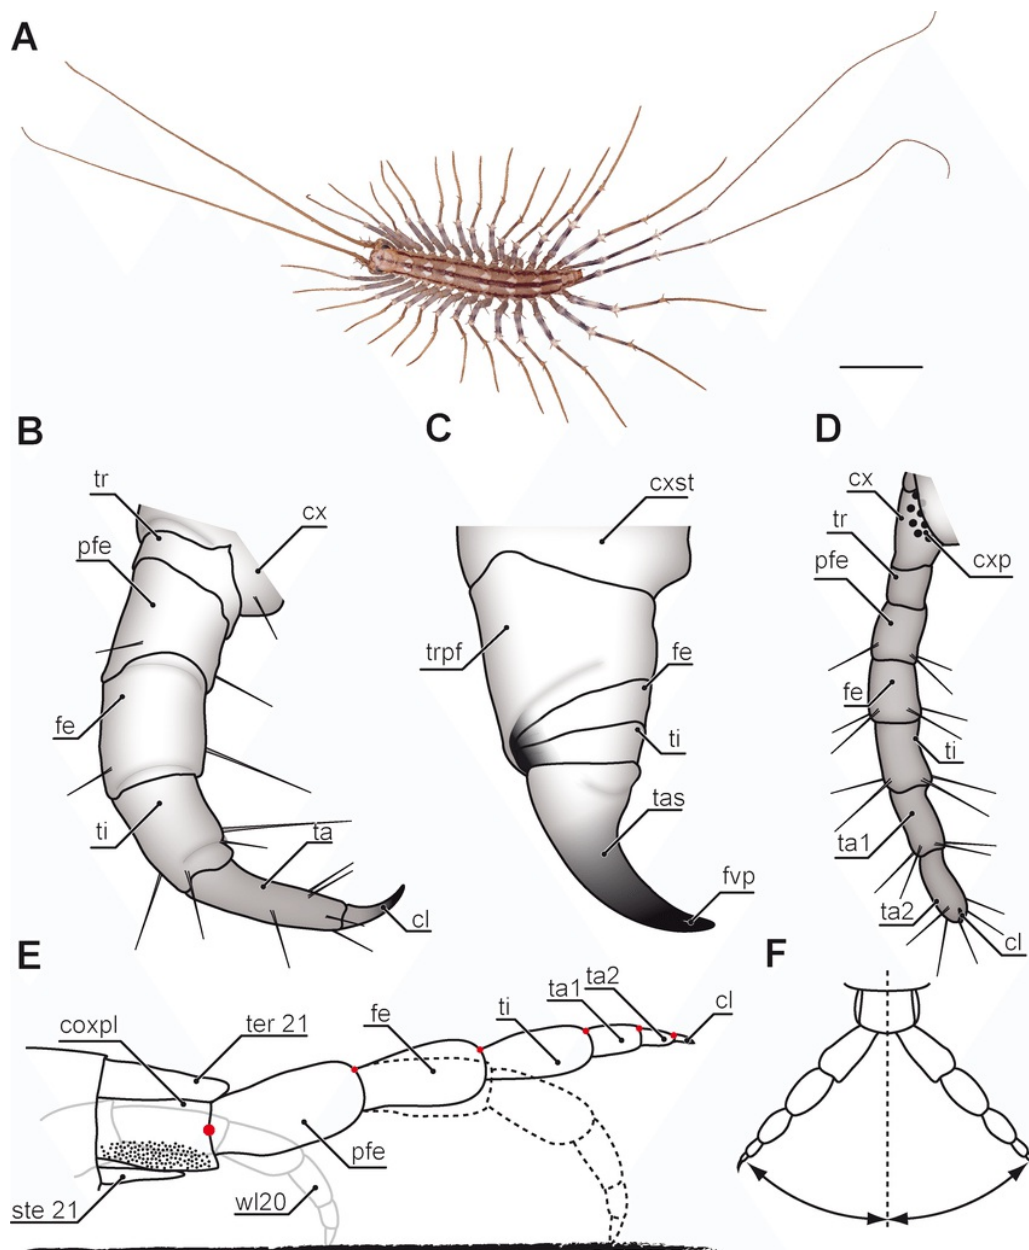 A
B
C
D
tr
cxst
cx
cx
pfe
tr
cxp
pfe
trpf
fe
fe
fe
ti
ti
tas
ti
ta
ta1
fvp
cl
ta2
cl
E
F
ta1
ta2
cl
ti
fe
ter 21
coxpl
pfe
wl20
ste 21